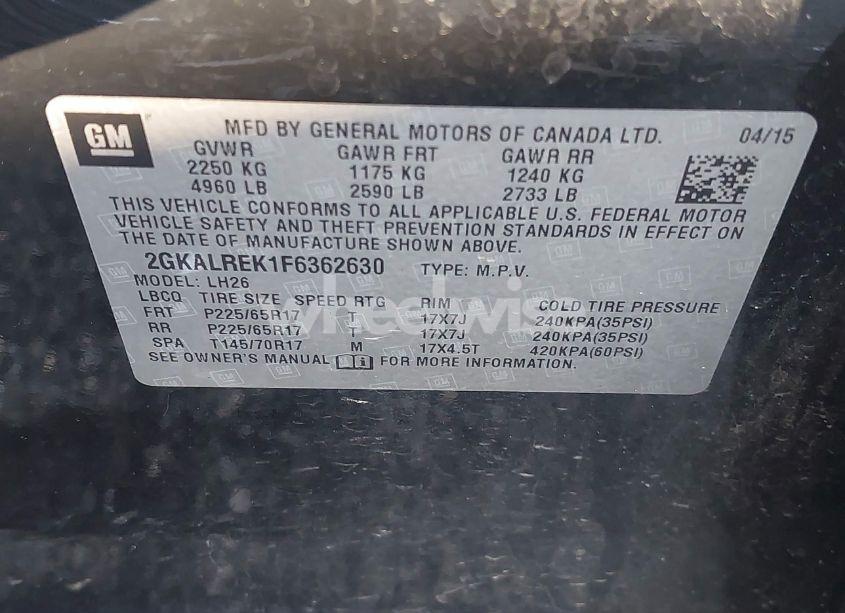 GM
MFD BY GENERAL MOTORS OF CANADA LTD. 04/15
GVWR GAWR FRT GAWR RR
2250 KG 1175 KG 1240 KG
4960 LB 2590 LB 2733 LB
THIS VEHICLE CONFORMS TO ALL APPLICABLE U.S. FEDERAL MOTOR
VEHICLE SAFETY AND THEFT PREVENTION STANDARDS IN EFFECT ON
THE DATE OF MANUFACTURE SHOWN ABOVE.
2GKALREK1F6362630 TYPE: M.P.V.
MODEL: LH26
LBCQ TIRE SIZE SPEED RTG RIM COLD TIRE PRESSURE
FRT P225/65R17 T 17X7J 240KPA(35PSI)
RR P225/65R17 T 17X7J 240KPA(35PSI)
SPA T145/70R17 M 17X4.5T 420KPA(60PSI)
SEE OWNER'S MANUAL FOR MORE INFORMATION.